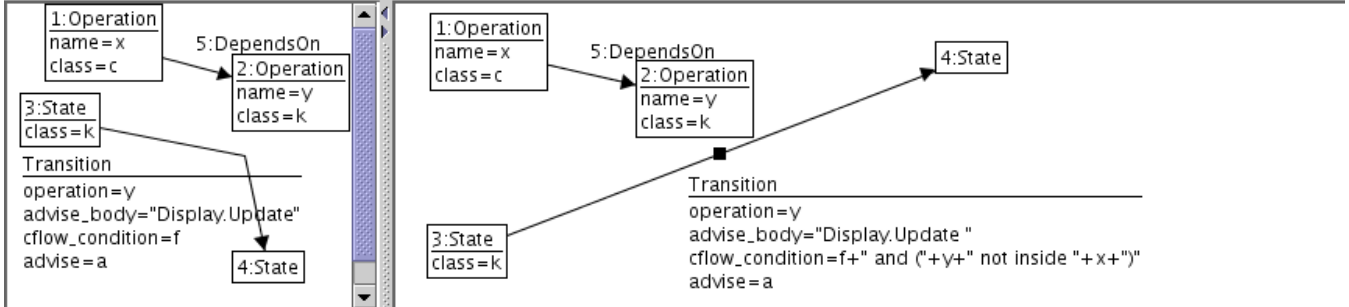 1:Operation
name=x
class=c
5:DependsOn
2:Operation
name=y
class=k
3:State
class=k
Transition
operation=y
advise_body="Display.Update"
cflow_condition=f
advise=a
4:State
1:Operation
name=x
class=c
5:DependsOn
2:Operation
name=y
class=k
4:State
3:State
class=k
Transition
operation=y
advise_body="Display.Update "
cflow_condition=f+" and ("+y+" not inside "+x+")"
advise=a